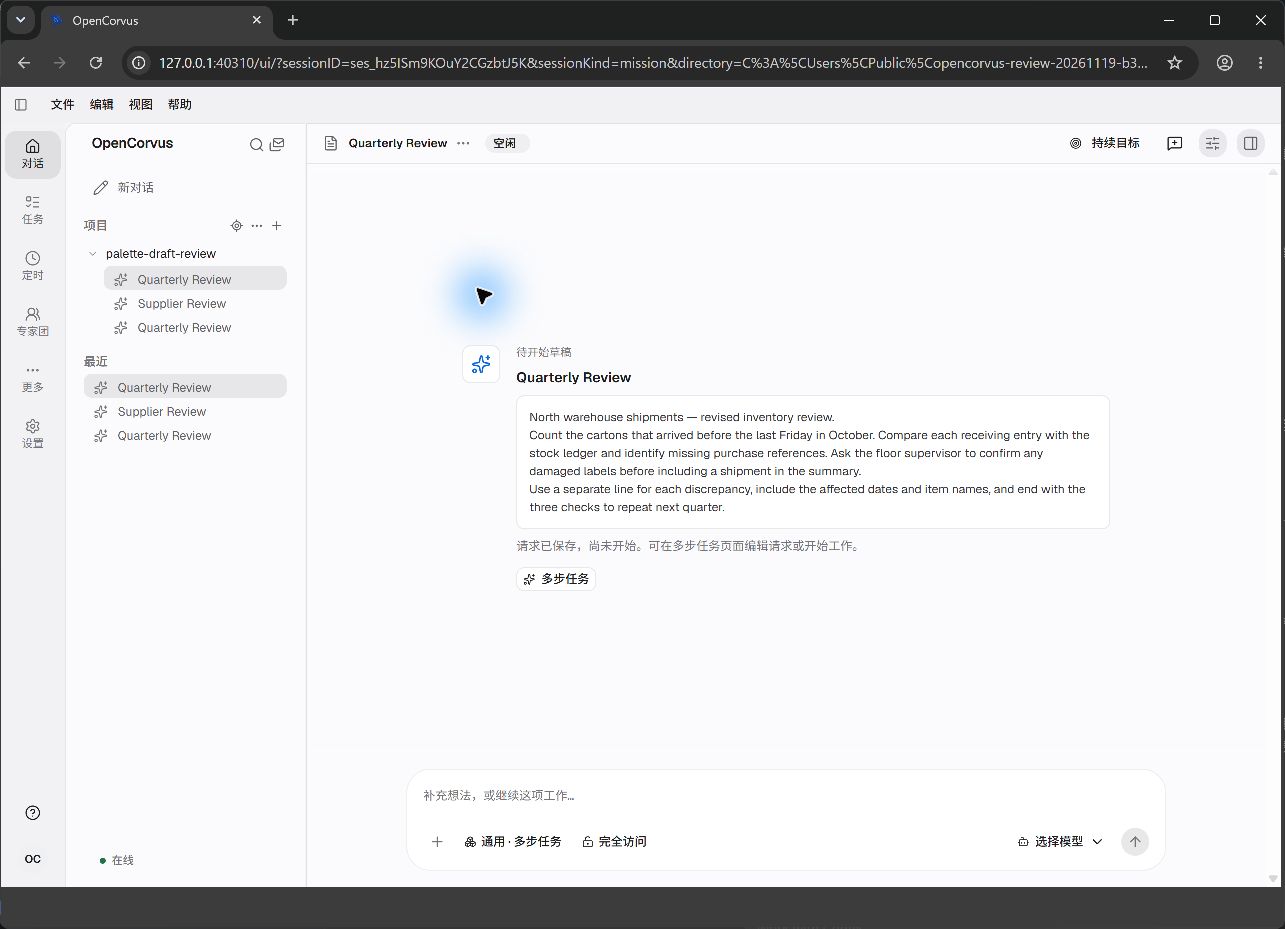 OpenCorvus
127.0.0.1:40310/ui/?sessionID=ses_hz5ISm9KOuY2CGzbtJ5K&sessionKind=mission&directory=C%3A%5CUsers%5CPublic%5Copencorvus-review-20261119-b3...
文件 编辑 视图 帮助
对话
任务
定时
专家团
更多
设置
OC
OpenCorvus
新对话
项目
palette-draft-review
Quarterly Review
Supplier Review
Quarterly Review
最近
Quarterly Review
Supplier Review
Quarterly Review
在线
Quarterly Review 空闲
持续目标
待开始草稿
Quarterly Review
North warehouse shipments — revised inventory review.
Count the cartons that arrived before the last Friday in October. Compare each receiving entry with the
stock ledger and identify missing purchase references. Ask the floor supervisor to confirm any
damaged labels before including a shipment in the summary.
Use a separate line for each discrepancy, include the affected dates and item names, and end with the
three checks to repeat next quarter.
请求已保存，尚未开始。可在多步任务页面编辑请求或开始工作。
多步任务
补充想法，或继续这项工作...
通用 · 多步任务 完全访问 选择模型